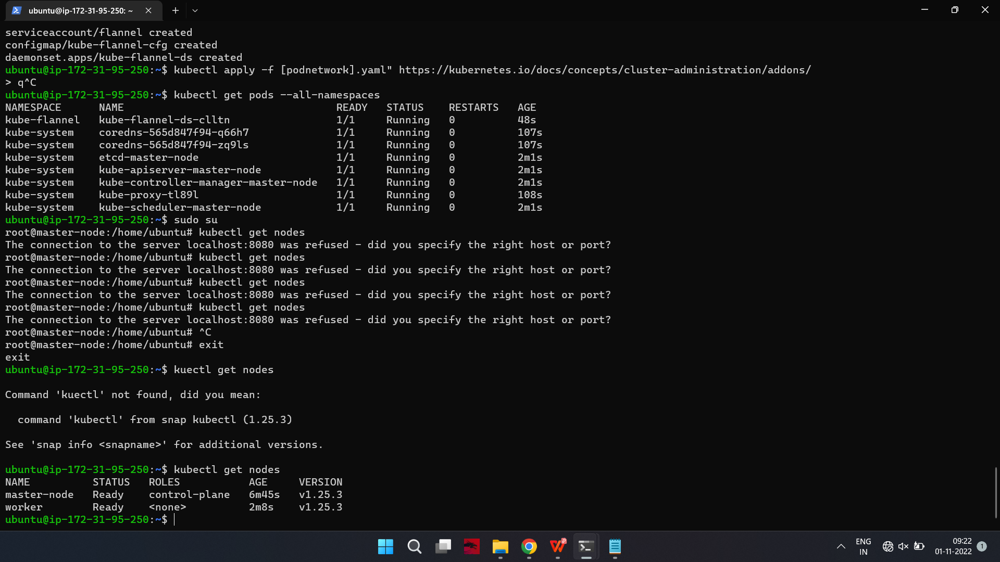 ubuntu@ip-172-31-95-250: ~
serviceaccount/flannel created
configmap/kube-flannel-cfg created
daemonset.apps/kube-flannel-ds created
ubuntu@ip-172-31-95-250:~$ kubectl apply -f [podnetwork].yaml" https://kubernetes.io/docs/concepts/cluster-administration/addons/
> q^C
ubuntu@ip-172-31-95-250:~$ kubectl get pods --all-namespaces
NAMESPACE      NAME                                  READY   STATUS    RESTARTS   AGE
kube-flannel   kube-flannel-ds-clltn                 1/1     Running   0          48s
kube-system    coredns-565d847f94-q66h7              1/1     Running   0          107s
kube-system    coredns-565d847f94-zq9ls              1/1     Running   0          107s
kube-system    etcd-master-node                      1/1     Running   0          2m1s
kube-system    kube-apiserver-master-node            1/1     Running   0          2m1s
kube-system    kube-controller-manager-master-node   1/1     Running   0          2m1s
kube-system    kube-proxy-tl89l                      1/1     Running   0          108s
kube-system    kube-scheduler-master-node            1/1     Running   0          2m1s
ubuntu@ip-172-31-95-250:~$ sudo su
root@master-node:/home/ubuntu# kubectl get nodes
The connection to the server localhost:8080 was refused - did you specify the right host or port?
root@master-node:/home/ubuntu# kubectl get nodes
The connection to the server localhost:8080 was refused - did you specify the right host or port?
root@master-node:/home/ubuntu# kubectl get nodes
The connection to the server localhost:8080 was refused - did you specify the right host or port?
root@master-node:/home/ubuntu# kubectl get nodes
The connection to the server localhost:8080 was refused - did you specify the right host or port?
root@master-node:/home/ubuntu# ^C
root@master-node:/home/ubuntu# exit
exit
ubuntu@ip-172-31-95-250:~$ kuectl get nodes
Command 'kuectl' not found, did you mean:
  command 'kubectl' from snap kubectl (1.25.3)
See 'snap info <snapname>' for additional versions.
ubuntu@ip-172-31-95-250:~$ kubectl get nodes
NAME          STATUS   ROLES           AGE     VERSION
master-node   Ready    control-plane   6m45s   v1.25.3
worker        Ready    <none>          2m8s    v1.25.3
ubuntu@ip-172-31-95-250:~$
ENG
IN
09:22
01-11-2022
1